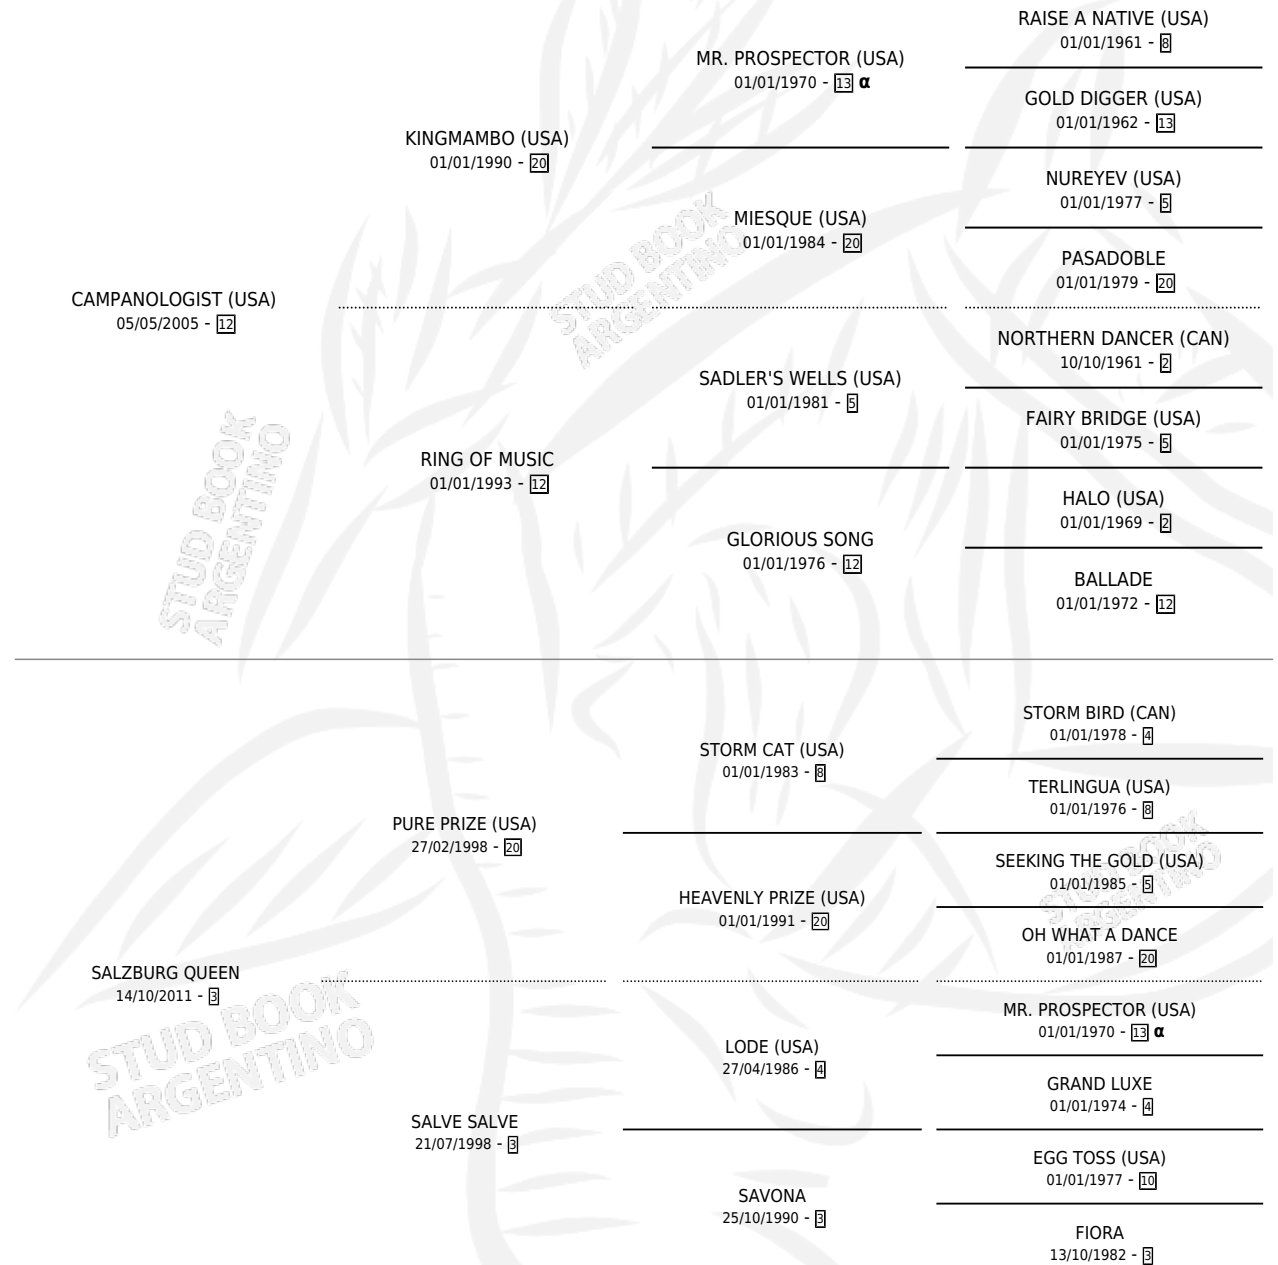 RAISE A NATIVE (USA)
01/01/1961 - 8
MR. PROSPECTOR (USA)
01/01/1970 - 13 α
GOLD DIGGER (USA)
01/01/1962 - 13
KINGMAMBO (USA)
01/01/1990 - 20
NUREYEV (USA)
01/01/1977 - 5
MIESQUE (USA)
01/01/1984 - 20
PASADOBLE
01/01/1979 - 20
CAMPANOLOGIST (USA)
05/05/2005 - 12
NORTHERN DANCER (CAN)
10/10/1961 - 2
SADLER'S WELLS (USA)
01/01/1981 - 5
FAIRY BRIDGE (USA)
01/01/1975 - 5
RING OF MUSIC
01/01/1993 - 12
HALO (USA)
01/01/1969 - 2
GLORIOUS SONG
01/01/1976 - 12
BALLADE
01/01/1972 - 12
STORM BIRD (CAN)
01/01/1978 - 4
STORM CAT (USA)
01/01/1983 - 8
TERLINGUA (USA)
01/01/1976 - 8
PURE PRIZE (USA)
27/02/1998 - 20
SEEKING THE GOLD (USA)
01/01/1985 - 5
HEAVENLY PRIZE (USA)
01/01/1991 - 20
OH WHAT A DANCE
01/01/1987 - 20
SALZBURG QUEEN
14/10/2011 - 3
MR. PROSPECTOR (USA)
01/01/1970 - 13 α
LODE (USA)
27/04/1986 - 4
GRAND LUXE
01/01/1974 - 4
SALVE SALVE
21/07/1998 - 3
EGG TOSS (USA)
01/01/1977 - 10
SAVONA
25/10/1990 - 3
FIORA
13/10/1982 - 3
STUD BOOK
ARGENTINO
STUD BOOK
ARGENTINO
STUD BOOK
ARGENTINO
STUD BOOK
ARGENTINO